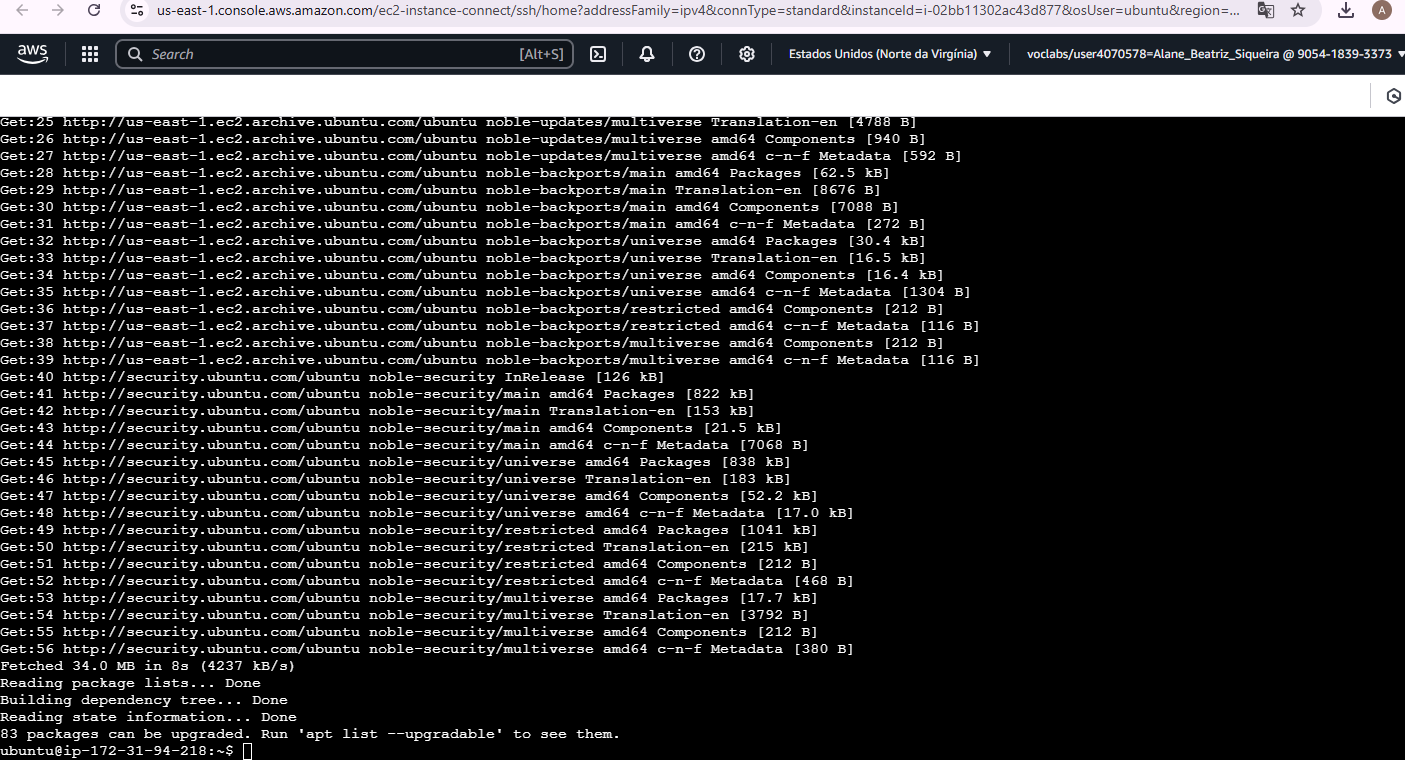 us-east-1.console.aws.amazon.com/ec2-instance-connect/ssh/home?addressFamily=ipv4&connType=standard&instanceId=i-02bb11302ac43d877&osUser=ubuntu&region=...
A
aws
Search [Alt+S]
Estados Unidos (Norte da Virgínia)
voclabs/user4070578=Alane_Beatriz_Siqueira @ 9054-1839-3373
Get:25 http://us-east-1.ec2.archive.ubuntu.com/ubuntu noble-updates/multiverse Translation-en [4788 B]
Get:26 http://us-east-1.ec2.archive.ubuntu.com/ubuntu noble-updates/multiverse amd64 Components [940 B]
Get:27 http://us-east-1.ec2.archive.ubuntu.com/ubuntu noble-updates/multiverse amd64 c-n-f Metadata [592 B]
Get:28 http://us-east-1.ec2.archive.ubuntu.com/ubuntu noble-backports/main amd64 Packages [62.5 kB]
Get:29 http://us-east-1.ec2.archive.ubuntu.com/ubuntu noble-backports/main Translation-en [8676 B]
Get:30 http://us-east-1.ec2.archive.ubuntu.com/ubuntu noble-backports/main amd64 Components [7088 B]
Get:31 http://us-east-1.ec2.archive.ubuntu.com/ubuntu noble-backports/main amd64 c-n-f Metadata [272 B]
Get:32 http://us-east-1.ec2.archive.ubuntu.com/ubuntu noble-backports/universe amd64 Packages [30.4 kB]
Get:33 http://us-east-1.ec2.archive.ubuntu.com/ubuntu noble-backports/universe Translation-en [16.5 kB]
Get:34 http://us-east-1.ec2.archive.ubuntu.com/ubuntu noble-backports/universe amd64 Components [16.4 kB]
Get:35 http://us-east-1.ec2.archive.ubuntu.com/ubuntu noble-backports/universe amd64 c-n-f Metadata [1304 B]
Get:36 http://us-east-1.ec2.archive.ubuntu.com/ubuntu noble-backports/restricted amd64 Components [212 B]
Get:37 http://us-east-1.ec2.archive.ubuntu.com/ubuntu noble-backports/restricted amd64 c-n-f Metadata [116 B]
Get:38 http://us-east-1.ec2.archive.ubuntu.com/ubuntu noble-backports/multiverse amd64 Components [212 B]
Get:39 http://us-east-1.ec2.archive.ubuntu.com/ubuntu noble-backports/multiverse amd64 c-n-f Metadata [116 B]
Get:40 http://security.ubuntu.com/ubuntu noble-security InRelease [126 kB]
Get:41 http://security.ubuntu.com/ubuntu noble-security/main amd64 Packages [822 kB]
Get:42 http://security.ubuntu.com/ubuntu noble-security/main Translation-en [153 kB]
Get:43 http://security.ubuntu.com/ubuntu noble-security/main amd64 Components [21.5 kB]
Get:44 http://security.ubuntu.com/ubuntu noble-security/main amd64 c-n-f Metadata [7068 B]
Get:45 http://security.ubuntu.com/ubuntu noble-security/universe amd64 Packages [838 kB]
Get:46 http://security.ubuntu.com/ubuntu noble-security/universe Translation-en [183 kB]
Get:47 http://security.ubuntu.com/ubuntu noble-security/universe amd64 Components [52.2 kB]
Get:48 http://security.ubuntu.com/ubuntu noble-security/universe amd64 c-n-f Metadata [17.0 kB]
Get:49 http://security.ubuntu.com/ubuntu noble-security/restricted amd64 Packages [1041 kB]
Get:50 http://security.ubuntu.com/ubuntu noble-security/restricted Translation-en [215 kB]
Get:51 http://security.ubuntu.com/ubuntu noble-security/restricted amd64 Components [212 B]
Get:52 http://security.ubuntu.com/ubuntu noble-security/restricted amd64 c-n-f Metadata [468 B]
Get:53 http://security.ubuntu.com/ubuntu noble-security/multiverse amd64 Packages [17.7 kB]
Get:54 http://security.ubuntu.com/ubuntu noble-security/multiverse Translation-en [3792 B]
Get:55 http://security.ubuntu.com/ubuntu noble-security/multiverse amd64 Components [212 B]
Get:56 http://security.ubuntu.com/ubuntu noble-security/multiverse amd64 c-n-f Metadata [380 B]
Fetched 34.0 MB in 8s (4237 kB/s)
Reading package lists... Done
Building dependency tree... Done
Reading state information... Done
83 packages can be upgraded. Run 'apt list --upgradable' to see them.
ubuntu@ip-172-31-94-218:~$